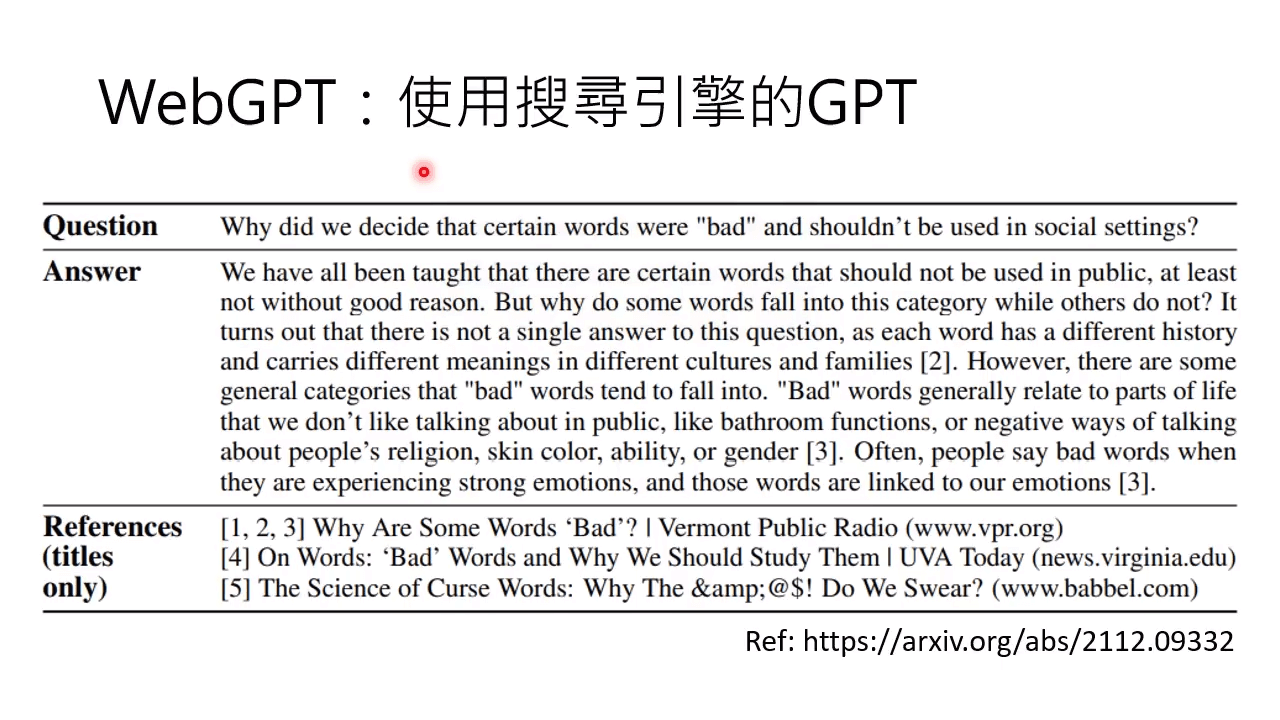 WebGPT：使用搜尋引擎的GPT
Question Why did we decide that certain words were "bad" and shouldn't be used in social settings?
Answer We have all been taught that there are certain words that should not be used in public, at least
not without good reason. But why do some words fall into this category while others do not? It
turns out that there is not a single answer to this question, as each word has a different history
and carries different meanings in different cultures and families [2]. However, there are some
general categories that "bad" words tend to fall into. "Bad" words generally relate to parts of life
that we don't like talking about in public, like bathroom functions, or negative ways of talking
about people's religion, skin color, ability, or gender [3]. Often, people say bad words when
they are experiencing strong emotions, and those words are linked to our emotions [3].
References [1, 2, 3] Why Are Some Words ‘Bad’? | Vermont Public Radio (www.vpr.org)
(titles [4] On Words: ‘Bad’ Words and Why We Should Study Them | UVA Today (news.virginia.edu)
only) [5] The Science of Curse Words: Why The &amp;@$! Do We Swear? (www.babbel.com)
Ref: https://arxiv.org/abs/2112.09332